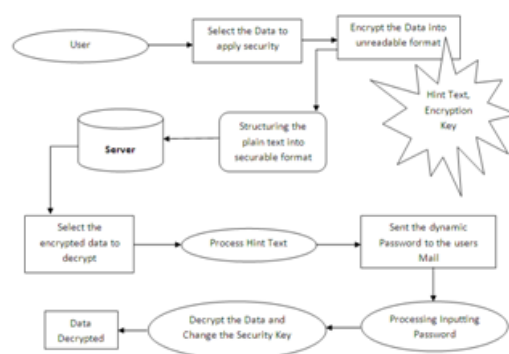 User
Select the Data to
apply security
Encrypt the Data into
unreadable format
Hint Text,
Encryption
Key
Structuring the
plain text into
securable format
Server
Select the
encrypted data to
decrypt
Process Hint Text
Sent the dynamic
Password to the users
Mail
Processing Inputting
Password
Decrypt the Data and
Change the Security Key
Data
Decrypted